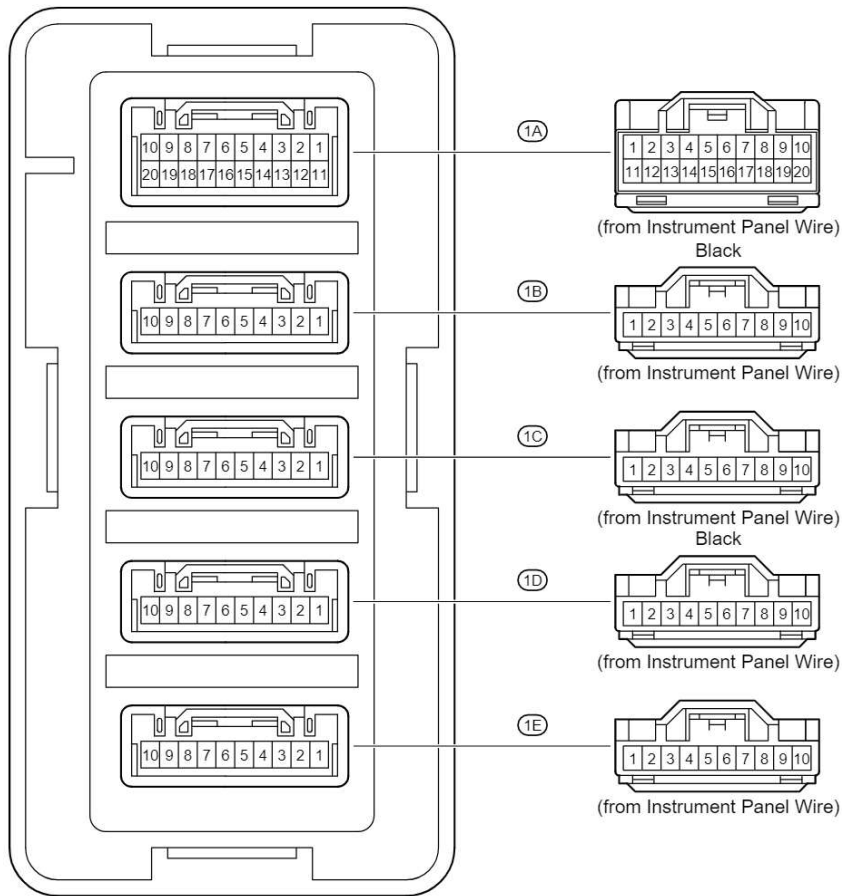 10 9 8 7 6 5 4 3 2 1
20 19 18 17 16 15 14 13 12 11
1A
1 2 3 4 5 6 7 8 9 10
11 12 13 14 15 16 17 18 19 20
(from Instrument Panel Wire)
Black
10 9 8 7 6 5 4 3 2 1
1B
1 2 3 4 5 6 7 8 9 10
(from Instrument Panel Wire)
10 9 8 7 6 5 4 3 2 1
1C
1 2 3 4 5 6 7 8 9 10
(from Instrument Panel Wire)
Black
10 9 8 7 6 5 4 3 2 1
1D
1 2 3 4 5 6 7 8 9 10
(from Instrument Panel Wire)
10 9 8 7 6 5 4 3 2 1
1E
1 2 3 4 5 6 7 8 9 10
(from Instrument Panel Wire)